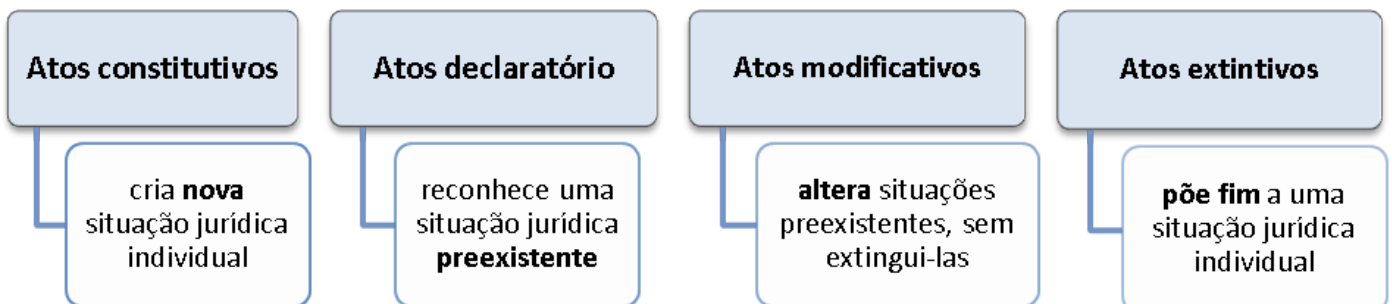 Atos constitutivos
cria nova
situação jurídica
individual
Atos declaratório
reconhece uma
situação jurídica
preexistente
Atos modificativos
altera situações
preexistentes, sem
extingui-las
Atos extintivos
põe fim a uma
situação jurídica
individual